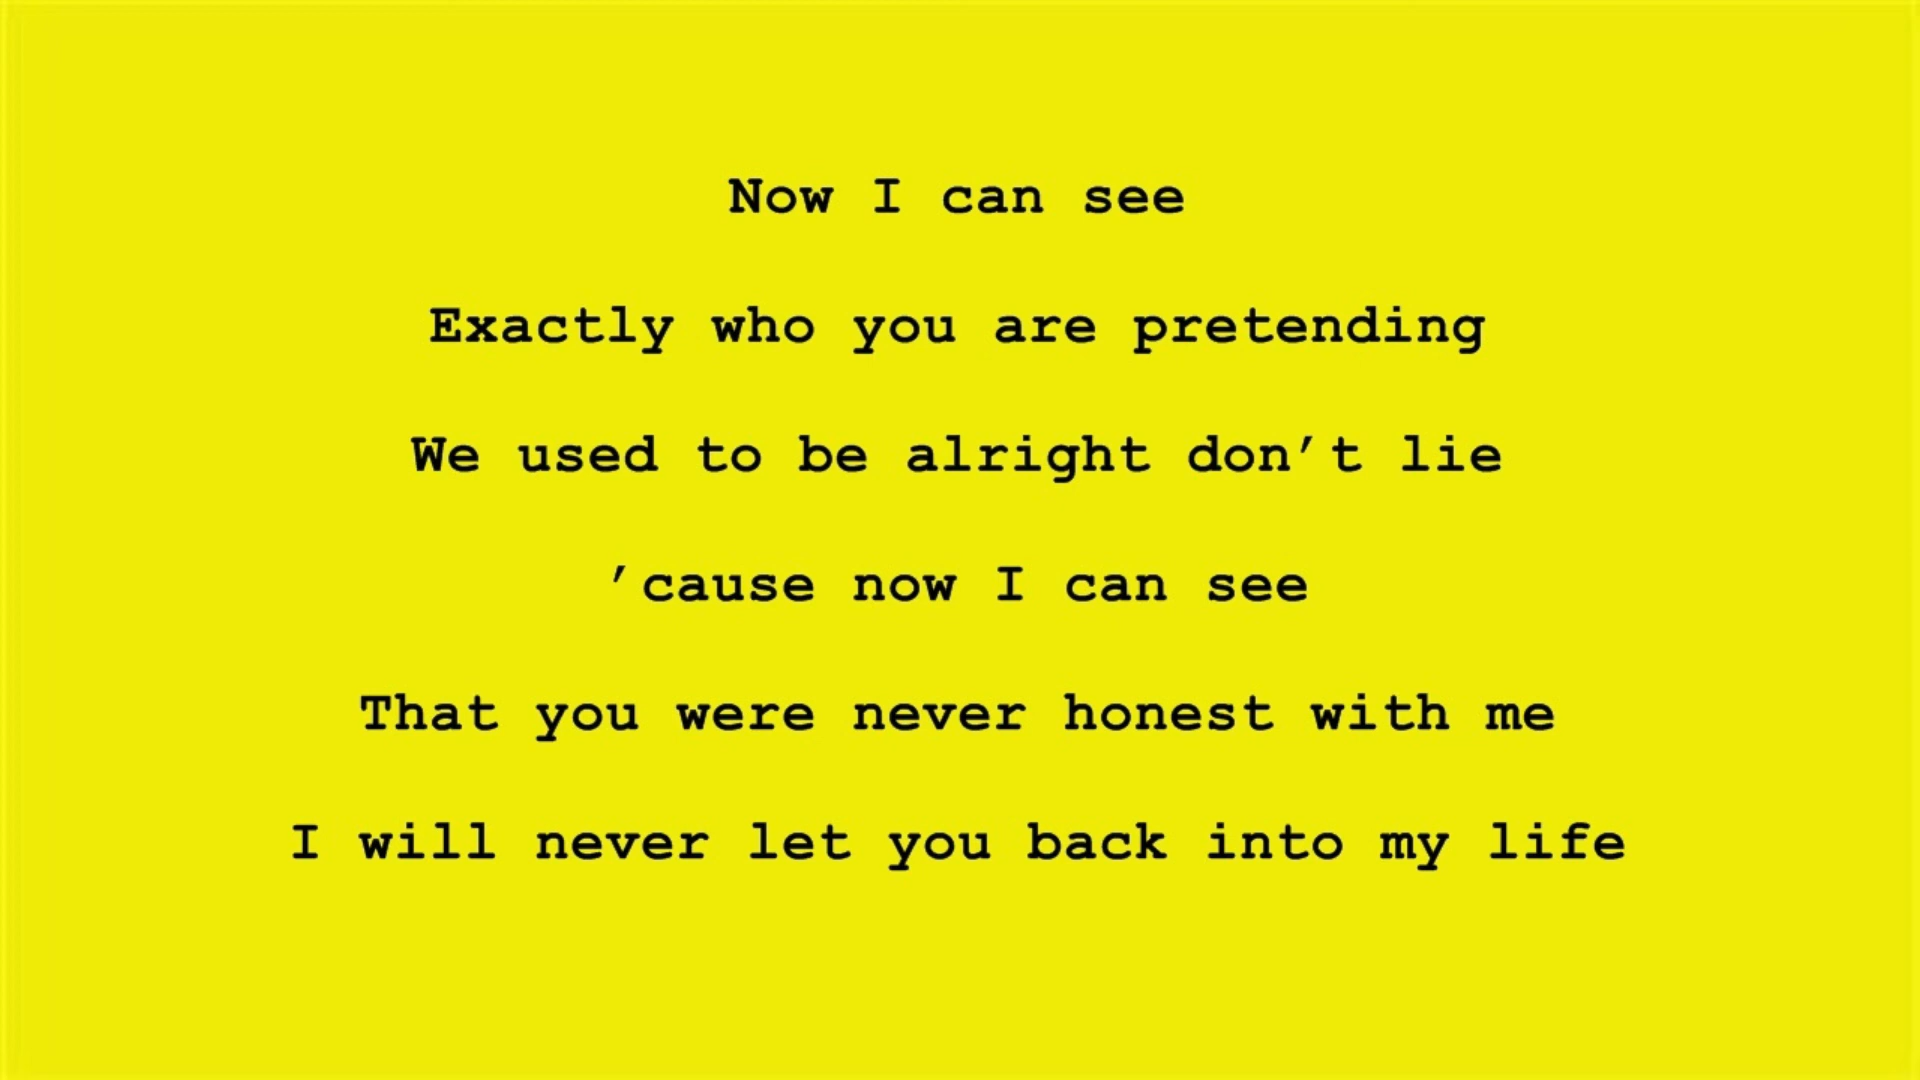 Now I can see
Exactly who you are pretending
We used to be alright don’t lie
’cause now I can see
That you were never honest with me
I will never let you back into my life